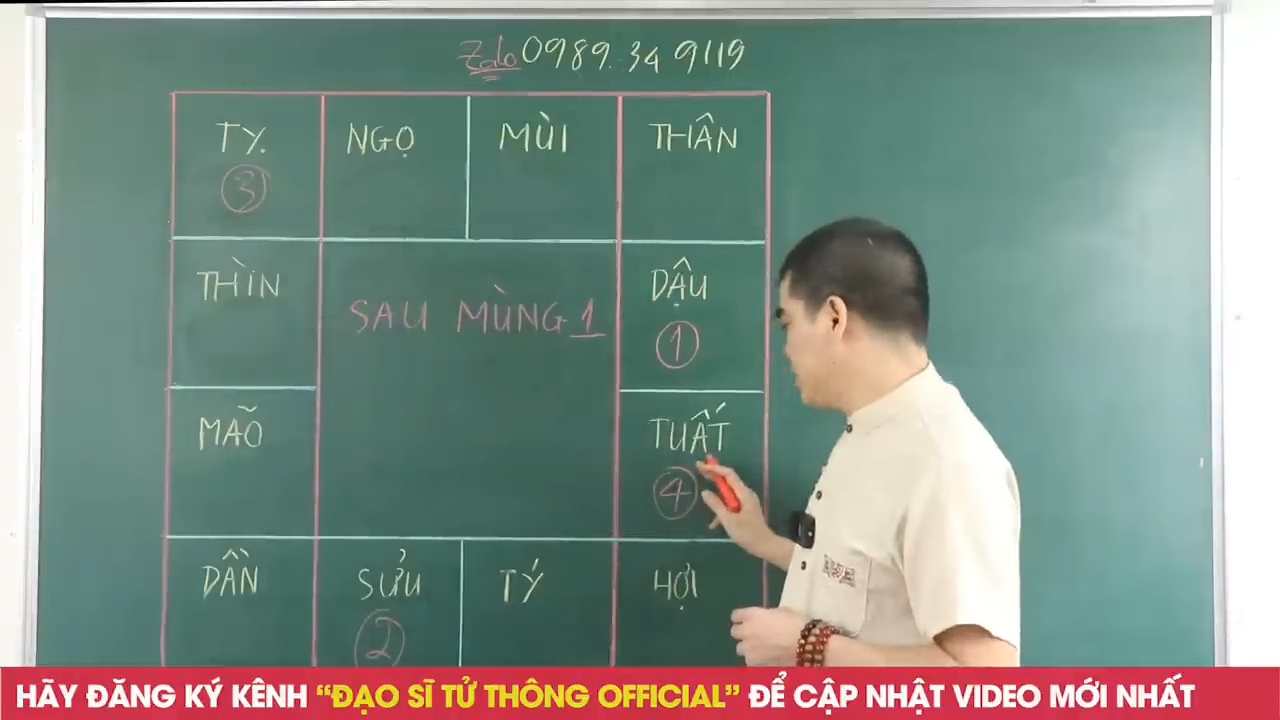 Zalo 0989.34 9119
TỴ
3
NGỌ
MÙI
THÂN
THÌN
SAU MÙNG 1
DẬU
1
MÃO
TUẤT
4
DẦN
SỬU
2
TÝ
HỢI
HÃY ĐĂNG KÝ KÊNH “ĐẠO SĨ TỬ THÔNG OFFICIAL” ĐỂ CẬP NHẬT VIDEO MỚI NHẤT